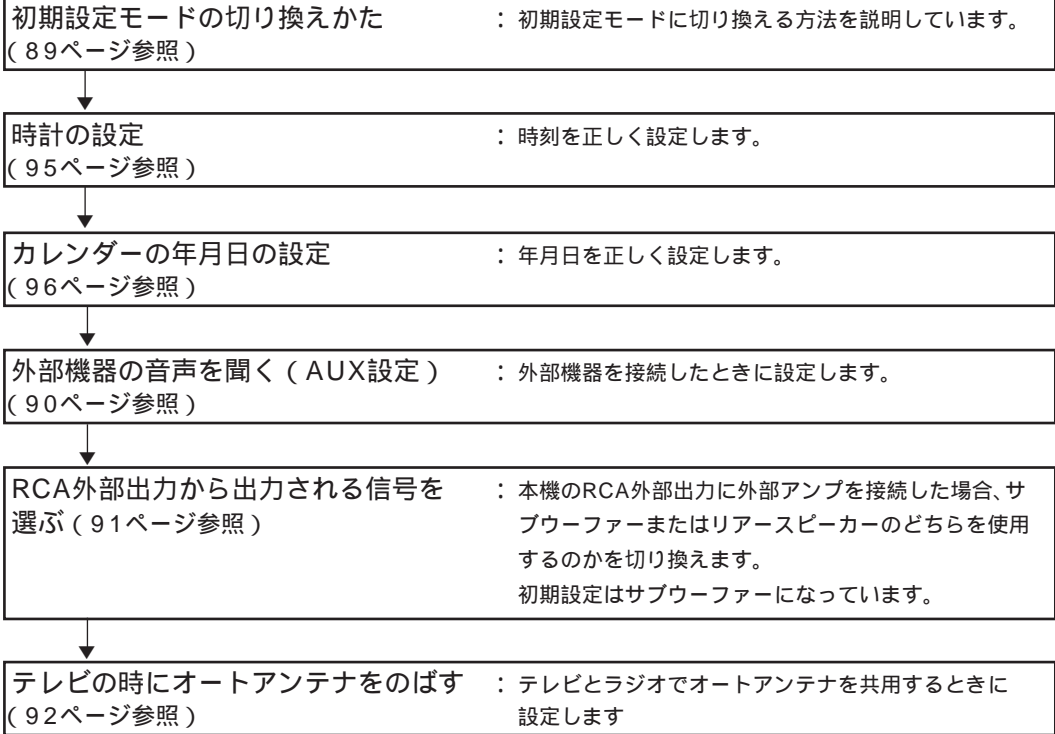 初期設定モードの切り換えかた : 初期設定モードに切り換える方法を説明しています。
(89ページ参照)
時計の設定 : 時刻を正しく設定します。
(95ページ参照)
カレンダーの年月日の設定 : 年月日を正しく設定します。
(96ページ参照)
外部機器の音声を聞く(AUX設定) : 外部機器を接続したときに設定します。
(90ページ参照)
RCA外部出力から出力される信号を
選ぶ(91ページ参照)
: 本機のRCA外部出力に外部アンプを接続した場合、サ
ブウーファーまたはリアースピーカーのどちらを使用
するのかを切り換えます。
初期設定はサブウーファーになっています。
テレビの時にオートアンテナをのばす
(92ページ参照)
: テレビとラジオでオートアンテナを共用するときに
設定します